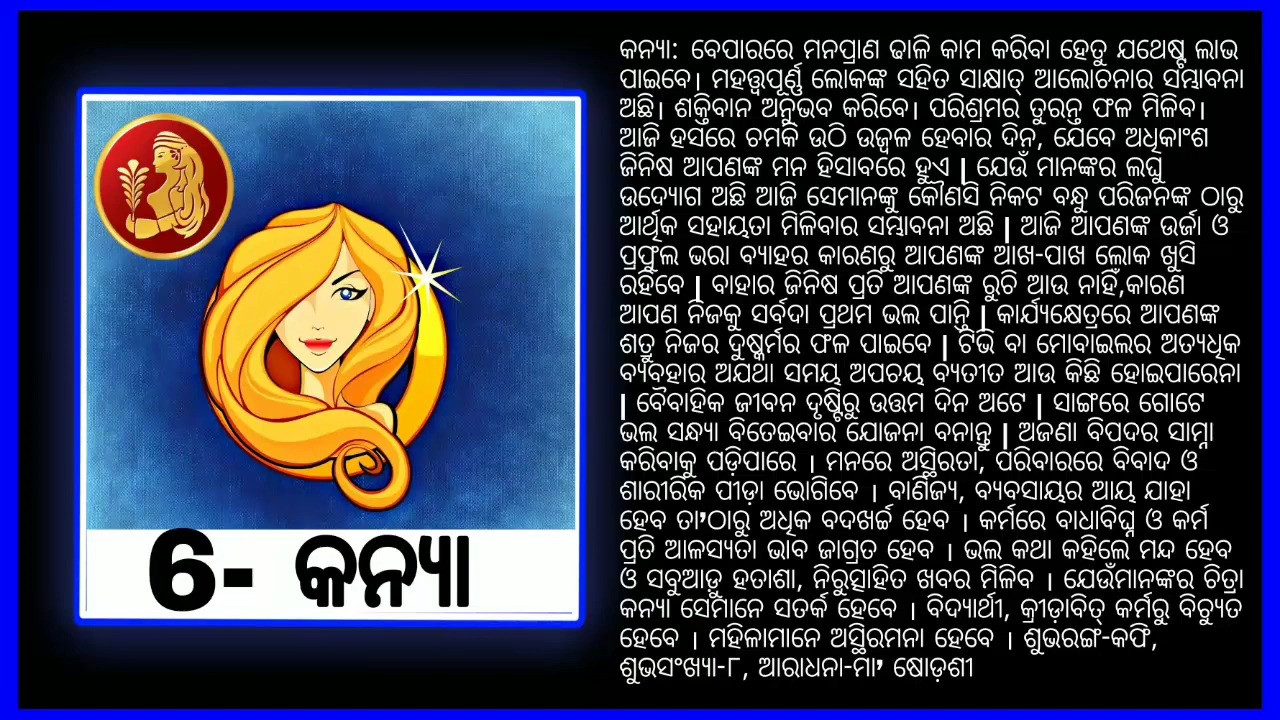 କନ୍ୟା: ବେପାରରେ ମନପ୍ରାଣ ଢାଳି କାମ କରିବା ହେତୁ ଯଥେଷ୍ଟ ଲାଭ
ପାଇବେ। ମହତ୍ତ୍ୱପୂର୍ଣ୍ଣ ଲୋକଙ୍କ ସହିତ ସାକ୍ଷାତ୍ ଆଲୋଚନାର ସମ୍ଭାବନା
ଅଛି। ଶକ୍ତିବାନ ଅନୁଭବ କରିବେ। ପରିଶ୍ରମର ତୁରନ୍ତ ଫଳ ମିଳିବ।
ଆଜି ହସରେ ଚମକି ଉଠି ଉଜ୍ଜ୍ୱଳ ହେବାର ଦିନ, ଯେବେ ଅଧିକାଂଶ
ଜିନିଷ ଆପଣଙ୍କ ମନ ହିସାବରେ ହୁଏ | ଯେଉଁ ମାନଙ୍କର ଲଘୁ
ଉଦ୍ୟୋଗ ଅଛି ଆଜି ସେମାନଙ୍କୁ କୌଣସି ନିକଟ ବନ୍ଧୁ ପରିଜନଙ୍କ ଠାରୁ
ଆର୍ଥିକ ସହାୟତା ମିଳିବାର ସମ୍ଭାବନା ଅଛି | ଆଜି ଆପଣଙ୍କ ଉର୍ଜା ଓ
ପ୍ରଫୁଲ ଭରା ବ୍ୟାହର କାରଣରୁ ଆପଣଙ୍କ ଆଖ-ପାଖ ଲୋକ ଖୁସି
ରହିବେ | ବାହାର ଜିନିଷ ପ୍ରତି ଆପଣଙ୍କ ରୁଚି ଆଉ ନାହିଁ,କାରଣ
ଆପଣ ନିଜକୁ ସର୍ବଦା ପ୍ରଥମ ଭଲ ପାନ୍ତି | କାର୍ଯ୍ୟକ୍ଷେତ୍ରରେ ଆପଣଙ୍କ
ଶତ୍ରୁ ନିଜର ଦୁଷ୍କର୍ମର ଫଳ ପାଇବେ | ଟିଭି ବା ମୋବାଇଲର ଅତ୍ୟଧିକ
ବ୍ୟବହାର ଅଯଥା ସମୟ ଅପଚୟ ବ୍ୟତୀତ ଆଉ କିଛି ହୋଇପାରେନା
| ବୈବାହିକ ଜୀବନ ଦୃଷ୍ଟିରୁ ଉତ୍ତମ ଦିନ ଅଟେ | ସାଙ୍ଗରେ ଗୋଟେ
ଭଲ ସନ୍ଧ୍ୟା ବିତେଇବାର ଯୋଜନା ବନାନ୍ତୁ | ଅଜଣା ବିପଦର ସାମ୍ନା
କରିବାକୁ ପଡ଼ିପାରେ । ମନରେ ଅସ୍ଥିରତା, ପରିବାରରେ ବିବାଦ ଓ
ଶାରୀରିକ ପୀଡ଼ା ଭୋଗିବେ । ବାଣିଜ୍ୟ, ବ୍ୟବସାୟର ଆୟ ଯାହା
ହେବ ତା’ଠାରୁ ଅଧିକ ବଦଖର୍ଚ୍ଚ ହେବ । କର୍ମରେ ବାଧାବିଘ୍ନ ଓ କର୍ମ
ପ୍ରତି ଆଳସ୍ୟତା ଭାବ ଜାଗ୍ରତ ହେବ । ଭଲ କଥା କହିଲେ ମନ୍ଦ ହେବ
ଓ ସବୁଆଡ଼ୁ ହତାଶା, ନିରୁତ୍ସାହିତ ଖବର ମିଳିବ । ଯେଉଁମାନଙ୍କର ଚିତ୍ରା
କନ୍ୟା ସେମାନେ ସତର୍କ ହେବେ । ବିଦ୍ୟାର୍ଥୀ, କ୍ରୀଡ଼ାବିତ୍ କର୍ମରୁ ବିଚ୍ୟୁତ
ହେବେ । ମହିଳାମାନେ ଅସ୍ଥିରମନା ହେବେ । ଶୁଭରଙ୍ଗ-କଫି,
ଶୁଭସଂଖ୍ୟା-୮, ଆରାଧନା-ମା’ ଷୋଡ଼ଶୀ
6- କନ୍ୟା